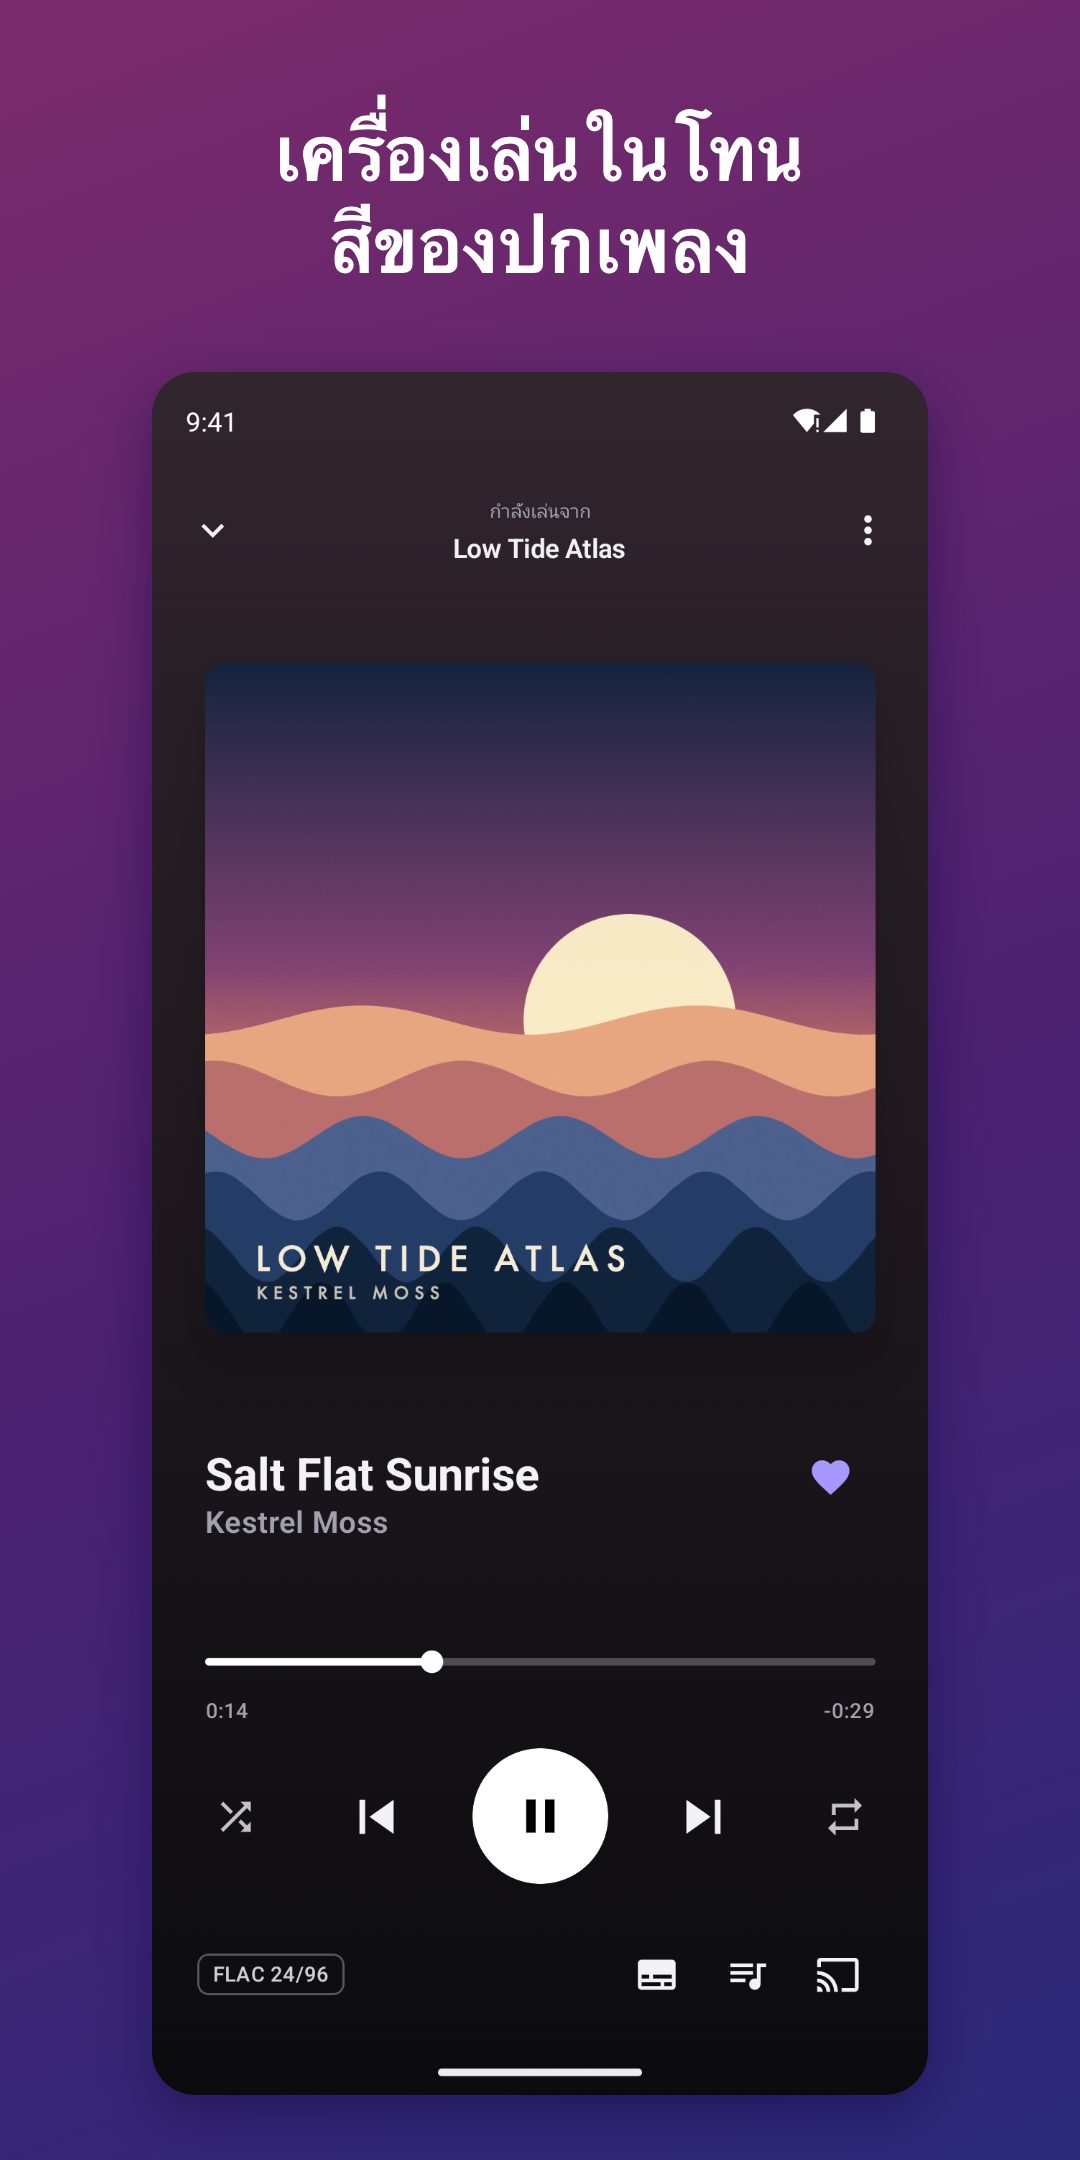 เครื่องเล่นในโทน
สีของปกเพลง
9:41
กำลังเล่นจาก
Low Tide Atlas
LOW TIDE ATLAS
KESTREL MOSS
Salt Flat Sunrise
Kestrel Moss
0:14
-0:29
FLAC 24/96